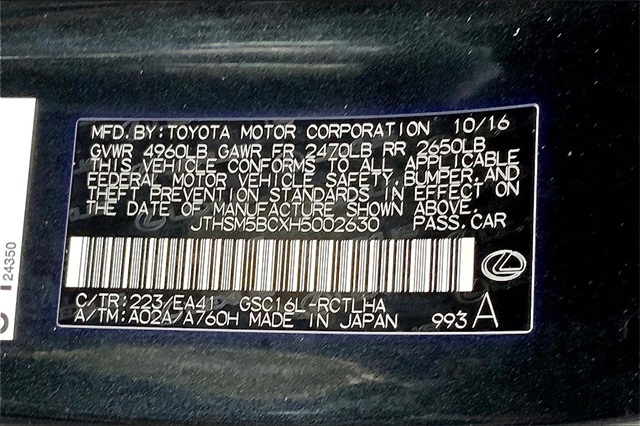 MFD. BY: TOYOTA MOTOR CORPORATION 10/16
GVWR 4960LB GAWR FR 2470LB RR 2650LB
THIS VEHICLE CONFORMS TO ALL APPLICABLE
FEDERAL MOTOR VEHICLE SAFETY, BUMPER, AND
THEFT PREVENTION STANDARDS IN EFFECT ON
THE DATE OF MANUFACTURE SHOWN ABOVE.
JTHSM5BCXH5002630 PASS. CAR
C/TR: 223/EA41 GSC16L-RCTLHA
A/TM: A02A/A760H MADE IN JAPAN 993 A
24350